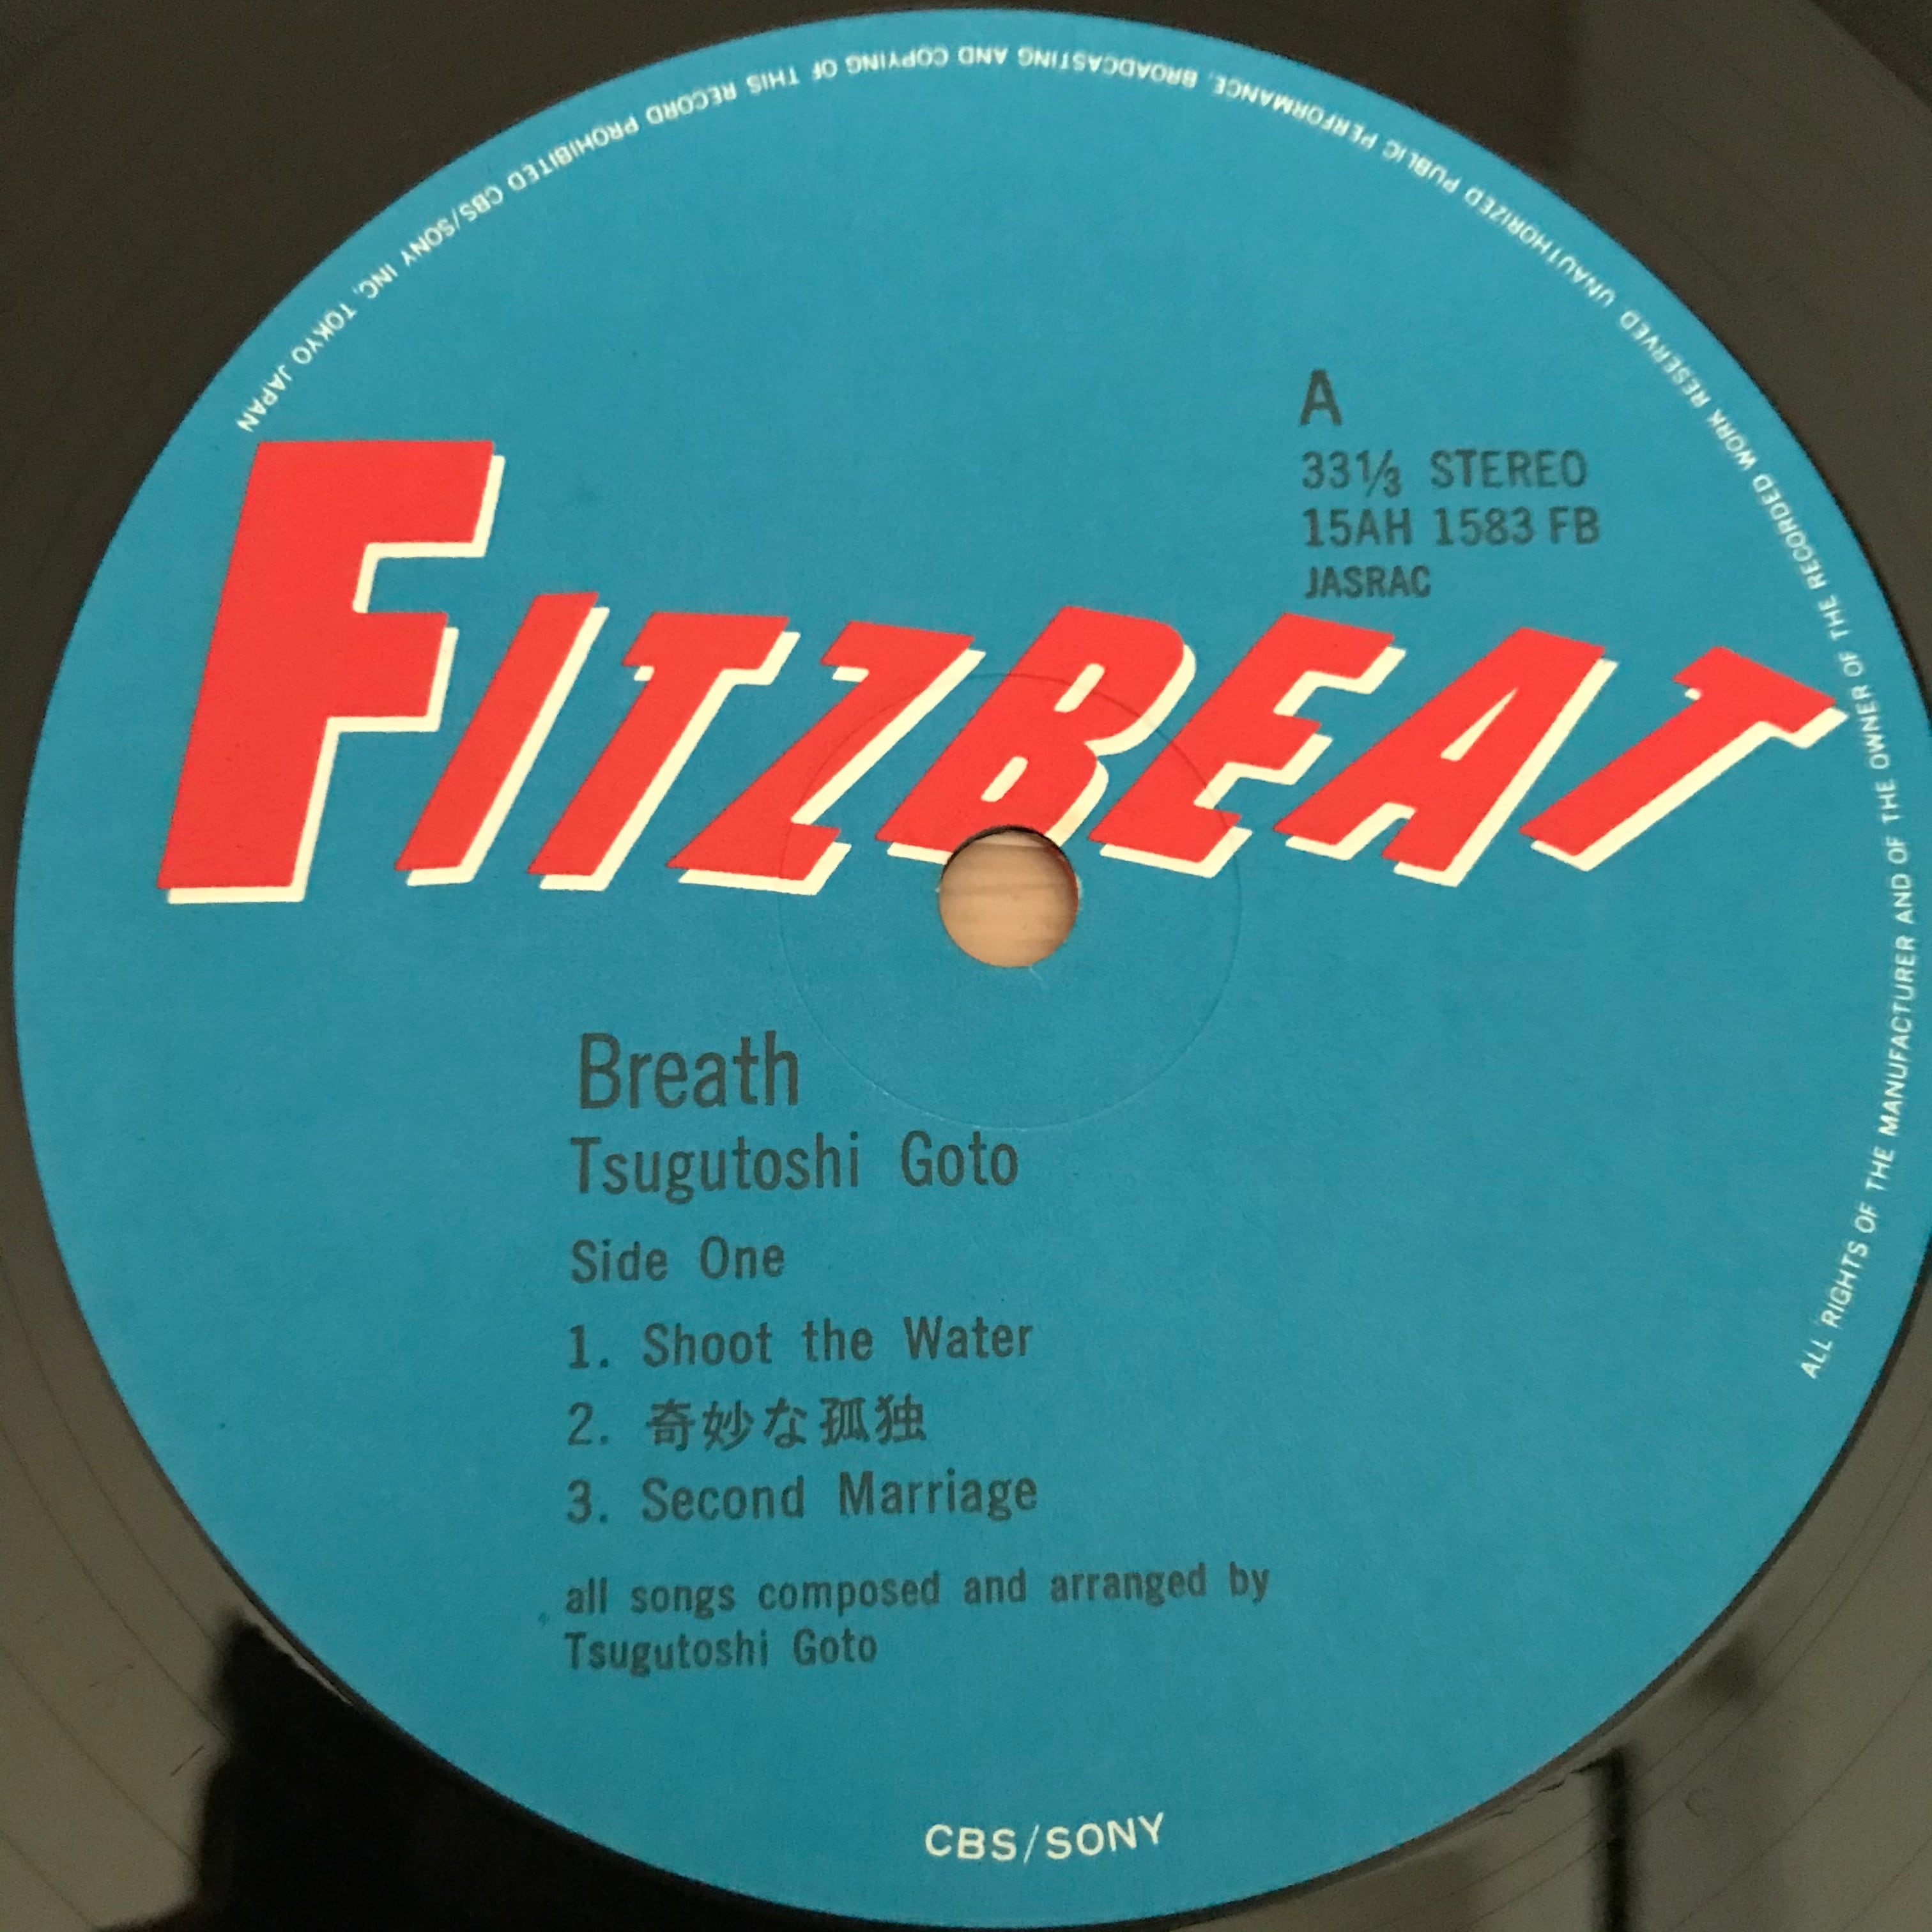 ALL RIGHTS OF THE MANUFACTURER AND OF THE OWNER OF THE RECORDED WORK RESERVED. UNAUTHORIZED PUBLIC PERFORMANCE, BROADCASTING AND COPYING OF THIS RECORD PROHIBITED CBS/SONY INC. TOKYO JAPAN
A
33⅓ STEREO
15AH 1583 FB
JASRAC
FITZBEAT
Breath
Tsugutoshi Goto
Side One
1. Shoot the Water
2. 奇妙な孤独
3. Second Marriage
all songs composed and arranged by
Tsugutoshi Goto
CBS/SONY